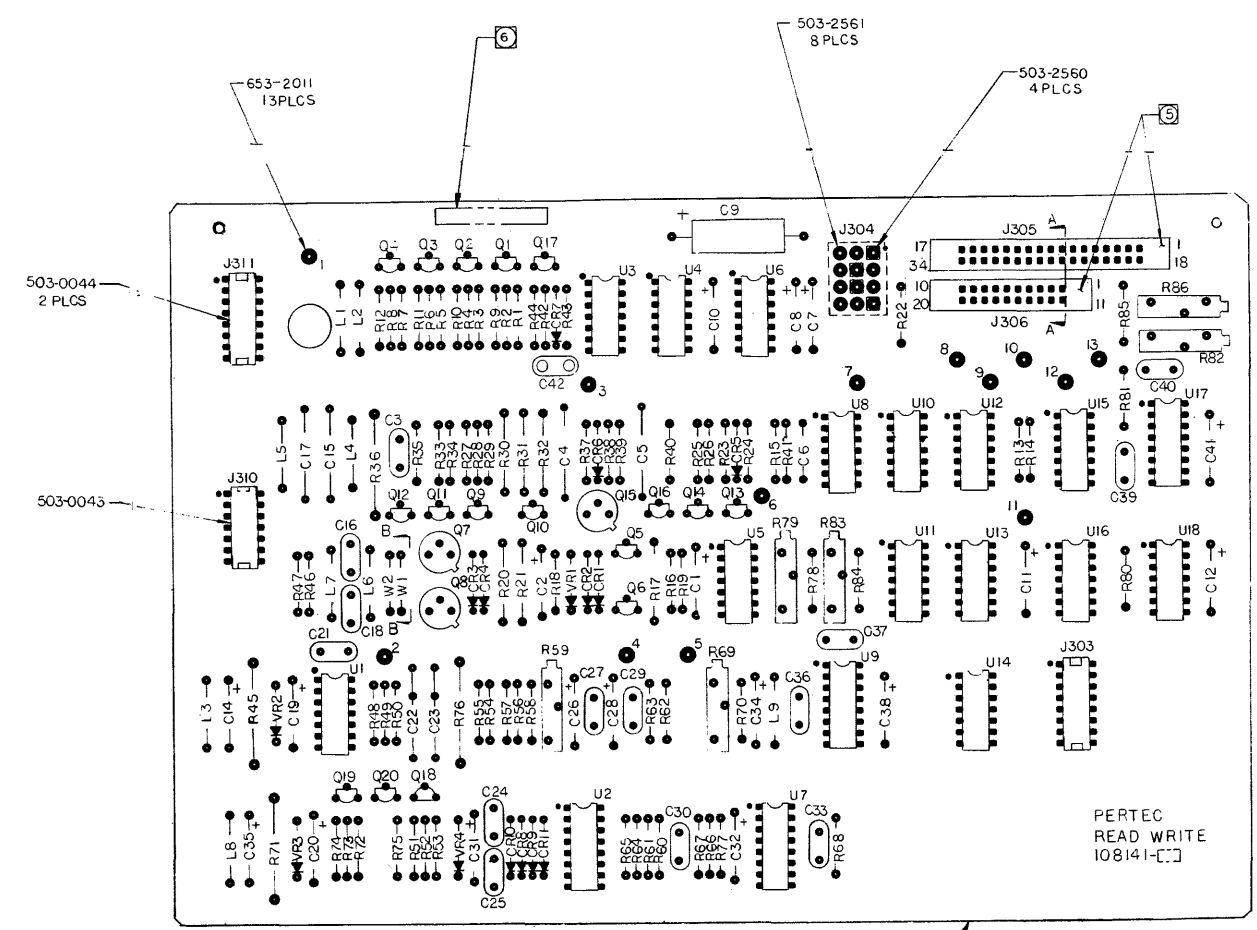 503-2561
8 PLCS
6
653-2011
13PLCS
503-2560
4 PLCS
5
C9
J304
J305
A
17
34
1
18
Q4 Q3 Q2 Q1 Q17
J311
1
U3 U4 U6
10
20
1
11
R86
503-0044
2 PLCS
L1 L2 R12 R8 R7 R11 R6 R5 R10 R4 R3 R9 R2 R1 R44 R42 CR7 R43
C10 C8 C7 R22
J306
A
R85
R82
C42
3
7 8 9 10 12 13
C40
U8 U10 U12 U15 U17
R81
L5 C17 C15 L4 R36 C3 R35 R33 R34 R27 R28 R29 R30 R31 R32 C4 R37 CR6 R38 R39 C5 R40 R25 R26 R23 CR5 R24 R15 R41 C6
R13 R14
C41
C39
J310
503-0043
Q12 Q11 Q9 Q10 Q15 Q16 Q14 Q13
6
11
C16
B
Q7
Q5
U5 R79 R83 U11 U13 U16 U18
R47 R46 L7 L6 W2 W1
Q8
CR3 CR4 R20 R21 C2 R18 VR1 CR2 CR1
Q6
R17 R16 R19 C1
R78 R84
C11 R80 C12
C18
B
C21
2
4 5
C37
U1
R59 C27 C29 R69 C36 U9 U14 J303
L3 C14 R45 VR2 C19 R48 R49 R50 C22 C23 R76 R55 R54 R57 R56 R58 C26 C28 R63 R62 R70 C34 L9 C38
Q19 Q20 Q18
C24
U2 C30 U7 C33
L8 C35 R71 VR3 C20 R74 R73 R72 R75 R51 R52 R53 VR4 C31 CR10 CR8 CR9 CR11
R65 R64 R61 R60 R67 R66 R77 C32 R68
C25
PERTEC
READ WRITE
108141-